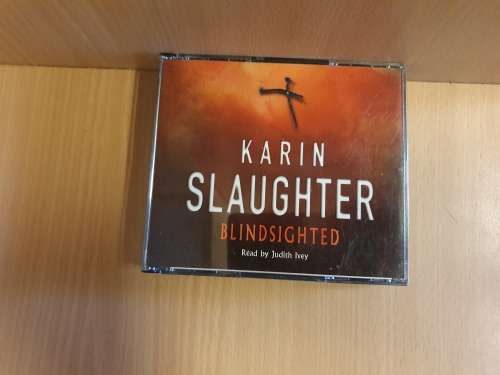 KARIN
SLAUGHTER
BLINDSIGHTED
Read by Judith Ivey